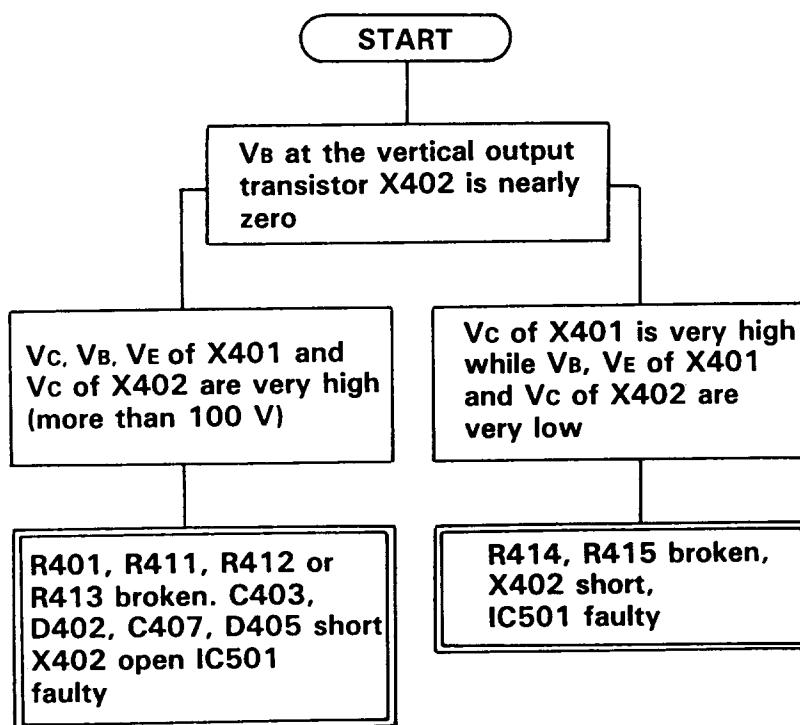 START
VB at the vertical output
transistor X402 is nearly
zero
VC, VB, VE of X401 and
VC of X402 are very high
(more than 100 V)
VC of X401 is very high
while VB, VE of X401
and VC of X402 are
very low
R401, R411, R412 or
R413 broken. C403,
D402, C407, D405 short
X402 open IC501
faulty
R414, R415 broken,
X402 short,
IC501 faulty